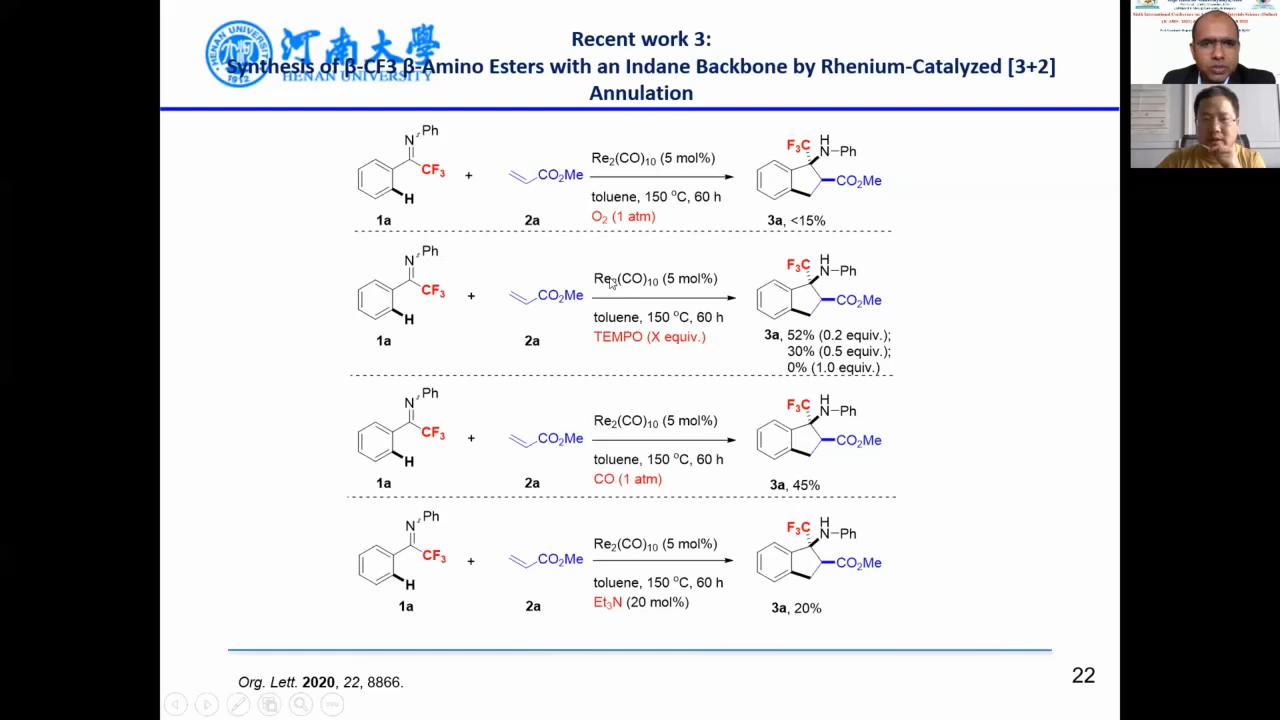 河南大學
HENAN UNIVERSITY
1912
Recent work 3:
Synthesis of β-CF3 β-Amino Esters with an Indane Backbone by Rhenium-Catalyzed [3+2]
Annulation
N Ph
CF3
H
1a
+
CO2Me
2a
Re2(CO)10 (5 mol%)
toluene, 150 °C, 60 h
O2 (1 atm)
F3C H
N-Ph
CO2Me
3a, <15%
N Ph
CF3
H
1a
+
CO2Me
2a
Re2(CO)10 (5 mol%)
toluene, 150 °C, 60 h
TEMPO (X equiv.)
F3C H
N-Ph
CO2Me
3a, 52% (0.2 equiv.);
30% (0.5 equiv.);
0% (1.0 equiv.)
N Ph
CF3
H
1a
+
CO2Me
2a
Re2(CO)10 (5 mol%)
toluene, 150 °C, 60 h
CO (1 atm)
F3C H
N-Ph
CO2Me
3a, 45%
N Ph
CF3
H
1a
+
CO2Me
2a
Re2(CO)10 (5 mol%)
toluene, 150 °C, 60 h
Et3N (20 mol%)
F3C H
N-Ph
CO2Me
3a, 20%
Org. Lett. 2020, 22, 8866.
22